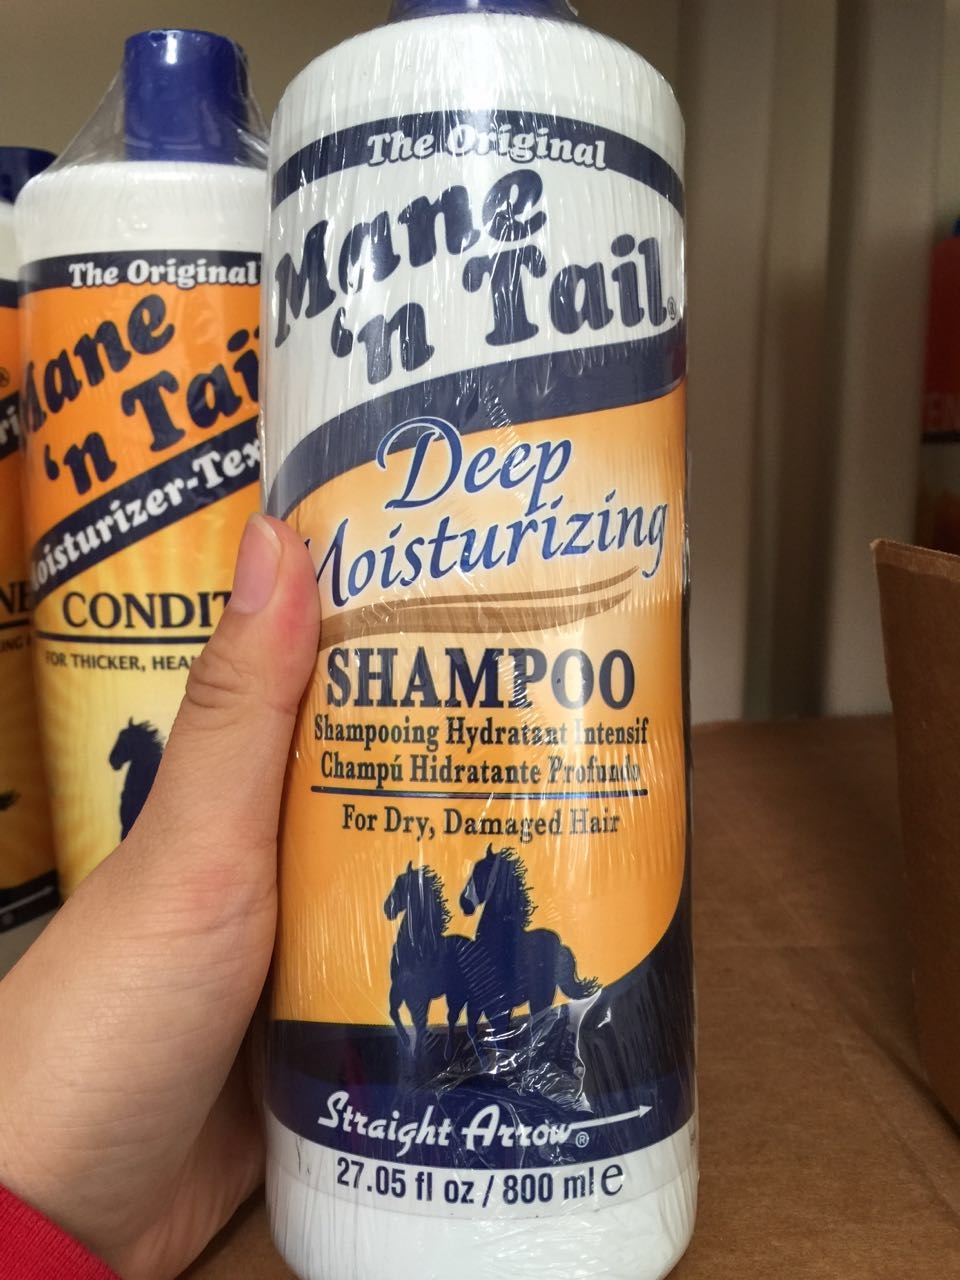 The Original
Mane
'n Tail®
Deep
Moisturizing
SHAMPOO
Shampooing Hydratant Intensif
Champú Hidratante Profundo
For Dry, Damaged Hair
Straight Arrow®
27.05 fl oz / 800 ml e
The Original
Mane
'n Tai
Moisturizer-Tex
CONDIT
FOR THICKER, HEAL